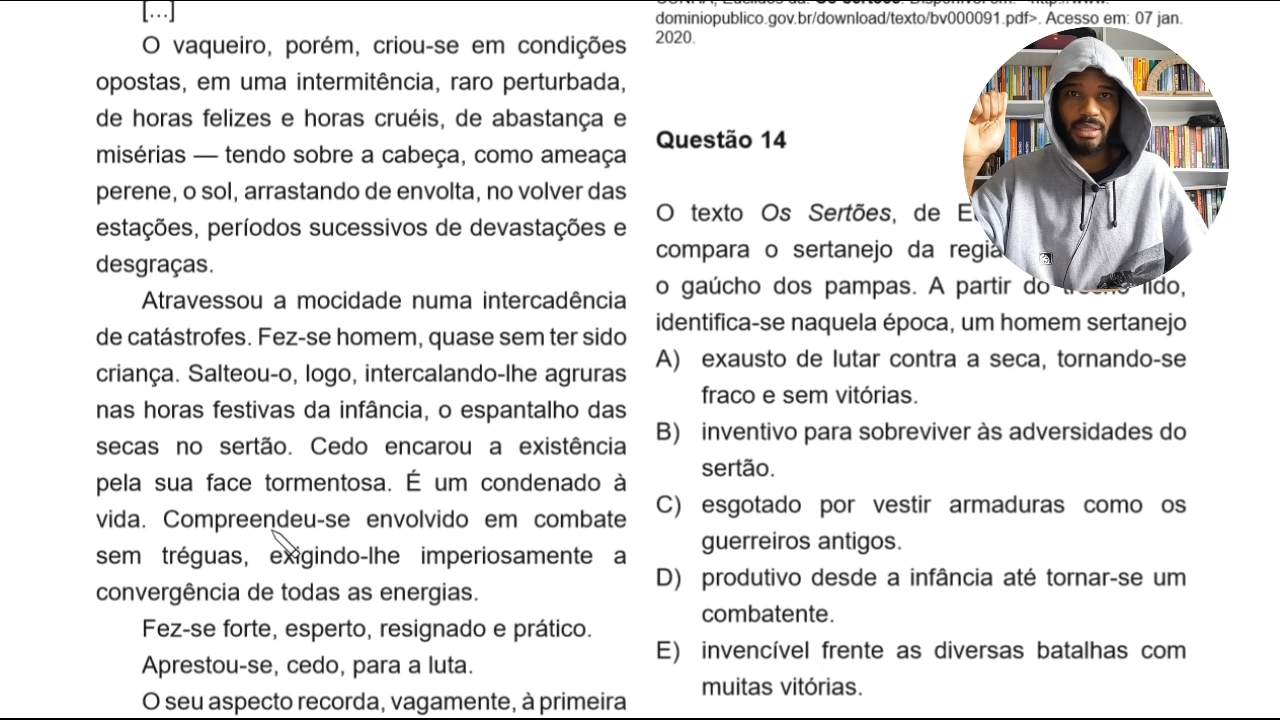 [...]
O vaqueiro, porém, criou-se em condições
opostas, em uma intermitência, raro perturbada,
de horas felizes e horas cruéis, de abastança e
misérias — tendo sobre a cabeça, como ameaça
perene, o sol, arrastando de envolta, no volver das
estações, períodos sucessivos de devastações e
desgraças.
Atravessou a mocidade numa intercadência
de catástrofes. Fez-se homem, quase sem ter sido
criança. Salteou-o, logo, intercalando-lhe agruras
nas horas festivas da infância, o espantalho das
secas no sertão. Cedo encarou a existência
pela sua face tormentosa. É um condenado à
vida. Compreendeu-se envolvido em combate
sem tréguas, exigindo-lhe imperiosamente a
convergência de todas as energias.
Fez-se forte, esperto, resignado e prático.
Aprestou-se, cedo, para a luta.
O seu aspecto recorda, vagamente, à primeira
dominiopublico.gov.br/download/texto/bv000091.pdf>. Acesso em: 07 jan.
2020.
Questão 14
O texto Os Sertões, de
compara o sertanejo da
o gaúcho dos pampas. A partir do lido,
identifica-se naquela época, um homem sertanejo
A) exausto de lutar contra a seca, tornando-se
fraco e sem vitórias.
B) inventivo para sobreviver às adversidades do
sertão.
C) esgotado por vestir armaduras como os
guerreiros antigos.
D) produtivo desde a infância até tornar-se um
combatente.
E) invencível frente as diversas batalhas com
muitas vitórias.